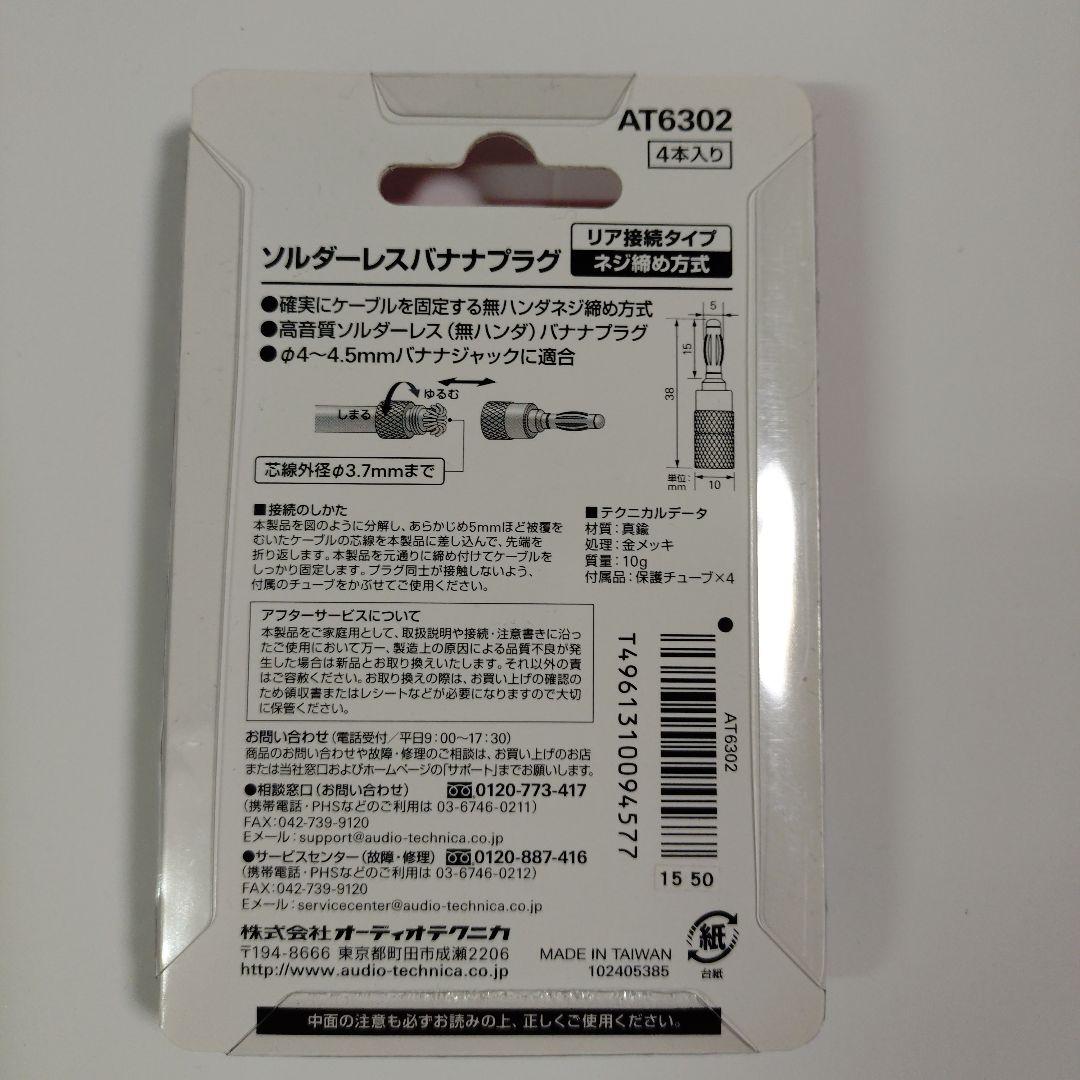 AT6302
4本入り
ソルダーレスバナナプラグ
リア接続タイプ
ネジ締め方式
●確実にケーブルを固定する無ハンダネジ締め方式
●高音質ソルダーレス（無ハンダ）バナナプラグ
●φ4〜4.5mmバナナジャックに適合
ゆるむ
しまる
芯線外径φ3.7mmまで
5
15
38
単位:
mm
10
■接続のしかた
本製品を図のように分解し、あらかじめ5mmほど被覆を
むいたケーブルの芯線を本製品に差し込んで、先端を
折り返します。本製品を元通りに締め付けてケーブルを
しっかり固定します。プラグ同士が接触しないよう、
付属のチューブをかぶせてご使用ください。
■テクニカルデータ
材質：真鍮
処理：金メッキ
質量：10g
付属品：保護チューブ×4
アフターサービスについて
本製品をご家庭用として、取扱説明や接続・注意書きに沿っ
たご使用において万一、製造上の原因による品質不良が発
生した場合は新品とお取り換えいたします。それ以外の責
はご容赦ください。お取り換えの際は、お買い上げの確認の
ため領収書またはレシートなどが必要になりますので大切
に保管ください。
お問い合わせ（電話受付／平日9：00〜17：30）
商品のお問い合わせや故障・修理のご相談は、お買い上げのお店
または当社窓口およびホームページの「サポート」までお願いします。
●相談窓口（お問い合わせ） 0120-773-417
（携帯電話・PHSなどのご利用は 03-6746-0211）
FAX：042-739-9120
Eメール：support@audio-technica.co.jp
●サービスセンター（故障・修理） 0120-887-416
（携帯電話・PHSなどのご利用は 03-6746-0212）
FAX：042-739-9120
Eメール：servicecenter@audio-technica.co.jp
株式会社オーディオテクニカ
〒194-8666 東京都町田市成瀬2206
http://www.audio-technica.co.jp
T4961310094577
AT6302
15 50
MADE IN TAIWAN
102405385
紙
台紙
中面の注意も必ずお読みの上、正しくご使用ください。